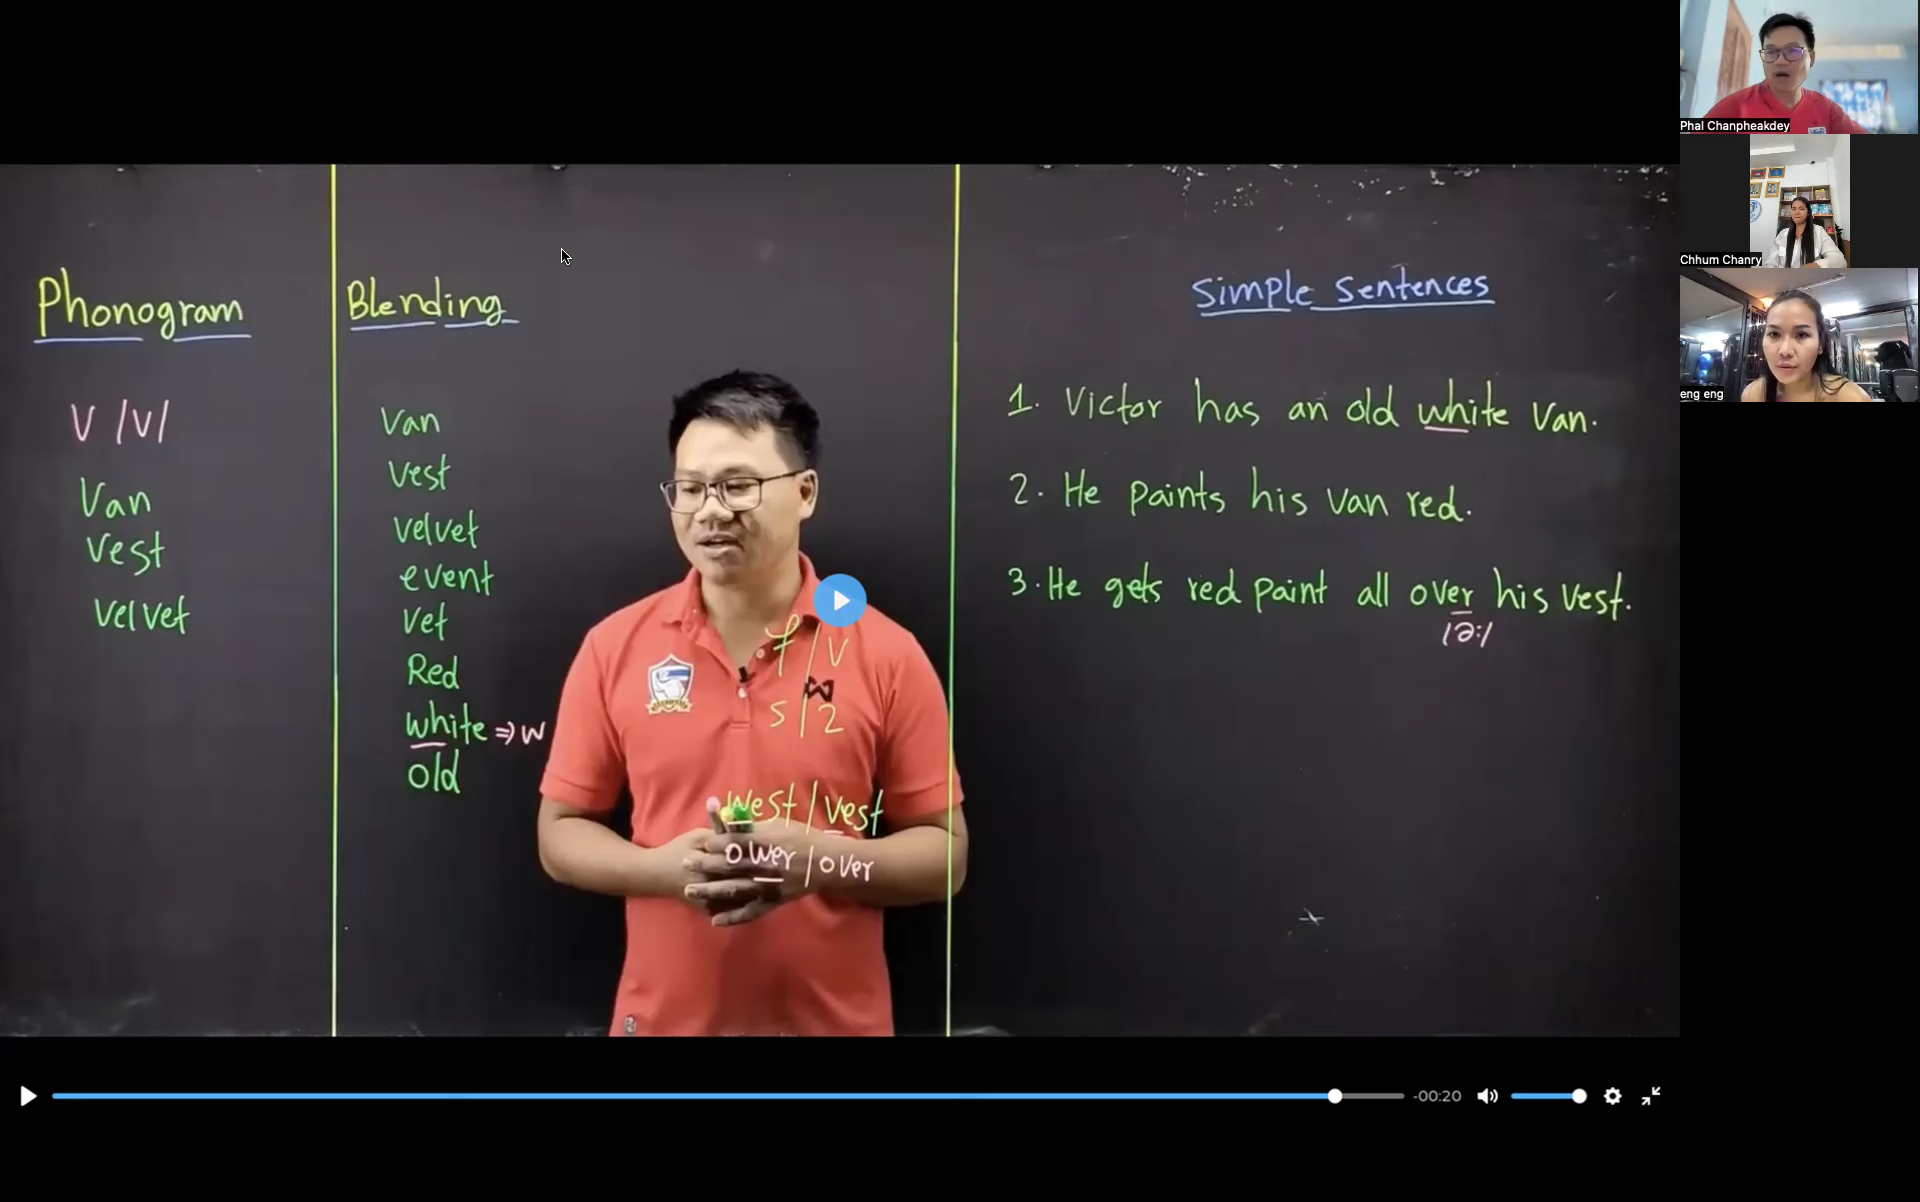 Phonogram
V /V/
Van
Vest
Velvet
Blending
Van
Vest
Velvet
event
Vet
Red
white ⇒ w
old
f / V
S / Z
West / Vest
Ower / Over
Simple Sentences
1. Victor has an old white Van.
2. He paints his van red.
3. He gets red paint all over his vest.
/ə:/
-00:20
Phal Chanpheakdey
Chhum Chanry
eng eng